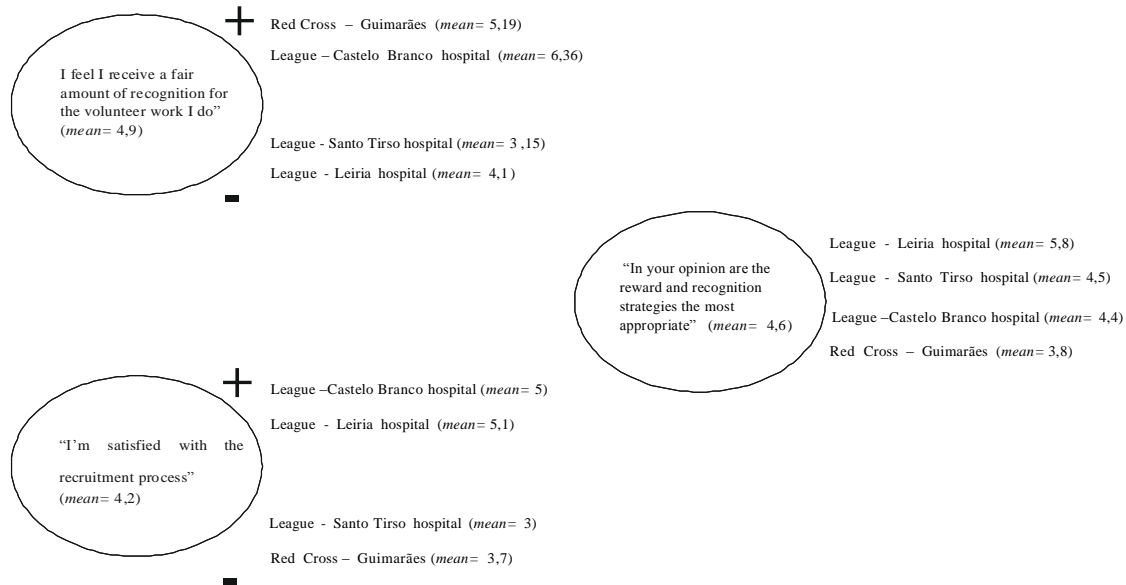 +
Red Cross – Guimarães (mean= 5,19)
League – Castelo Branco hospital (mean= 6,36)
I feel I receive a fair
amount of recognition for
the volunteer work I do”
(mean= 4,9)
League - Santo Tirso hospital (mean= 3 ,15)
League - Leiria hospital (mean= 4,1)
-
“In your opinion are the
reward and recognition
strategies the most
appropriate” (mean= 4,6)
League - Leiria hospital (mean= 5,8)
League - Santo Tirso hospital (mean= 4,5)
League –Castelo Branco hospital (mean= 4,4)
Red Cross – Guimarães (mean= 3,8)
+
League –Castelo Branco hospital (mean= 5)
League - Leiria hospital (mean= 5,1)
“I’m satisfied with the
recruitment process”
(mean= 4,2)
League - Santo Tirso hospital (mean= 3)
Red Cross – Guimarães (mean= 3,7)
-